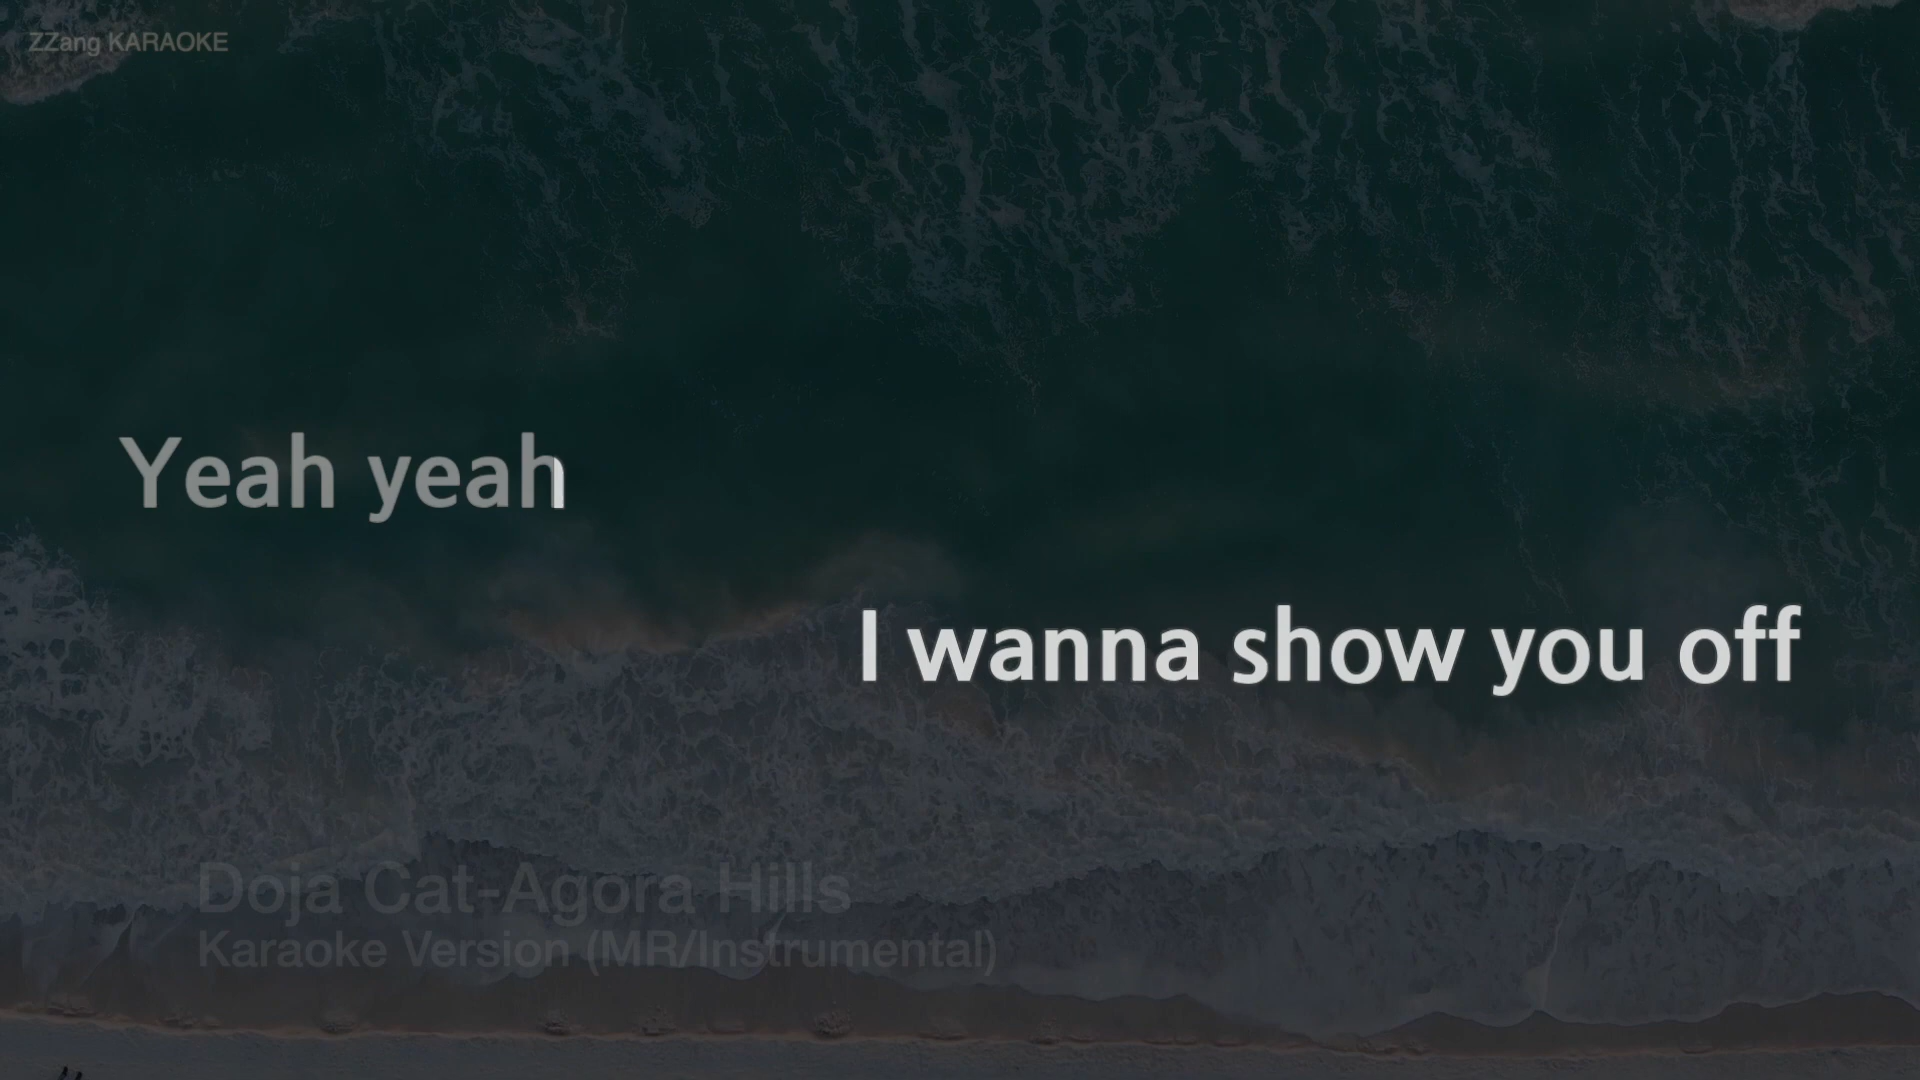 ZZang KARAOKE
Yeah yeah
I wanna show you off
Doja Cat-Agora Hills
Karaoke Version (MR/Instrumental)